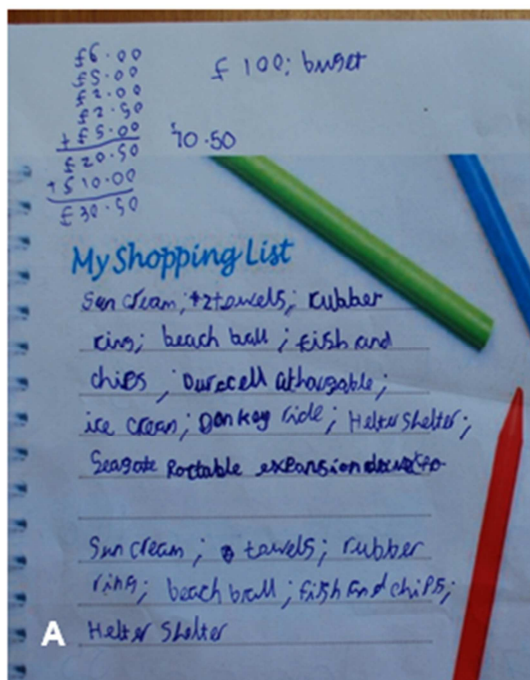 £6.00
£5.00
£2.00
£2.50
+ £5.00
£20.50
+ £10.00
£30.50
£100; buget
70.50
My Shopping List
Sun cream; +2towels; rubber
ring; beach ball; fish and
chips; Duracell
ice cream; Donkey ride; Helter Shelter;
Seagate Portable expansion
Sun cream; towels; rubber
ring; beach ball; fish and chips;
Helter Shelter
A